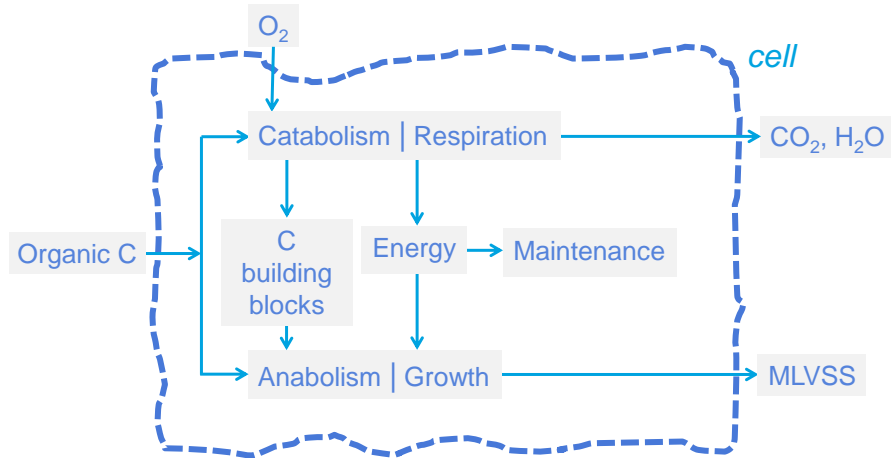 O₂
cell
Catabolism | Respiration
CO₂, H₂O
Organic C
C
building
blocks
Energy
Maintenance
Anabolism | Growth
MLVSS